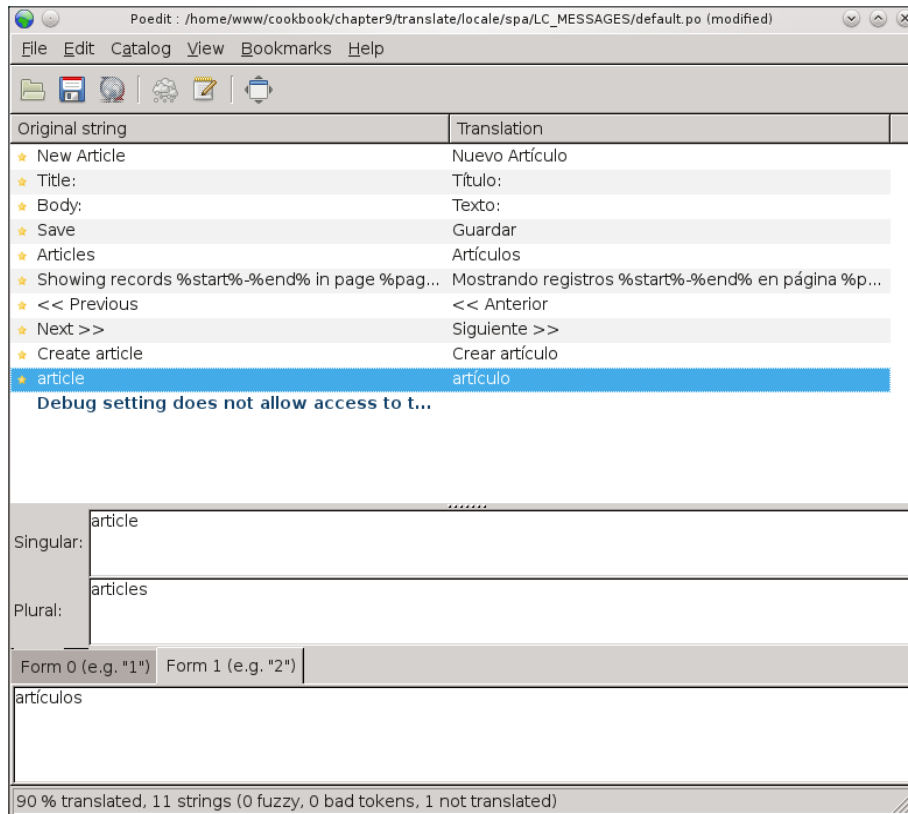 Poedit : /home/www/cookbook/chapter9/translate/locale/spa/LC_MESSAGES/default.po (modified)
File Edit Catalog View Bookmarks Help
Original string Translation
New Article Nuevo Artículo
Title: Título:
Body: Texto:
Save Guardar
Articles Artículos
Showing records %start%-%end% in page %pag... Mostrando registros %start%-%end% en página %p...
<< Previous << Anterior
Next >> Siguiente >>
Create article Crear artículo
article artículo
Debug setting does not allow access to t...
Singular: article
Plural: articles
Form 0 (e.g. "1") Form 1 (e.g. "2")
artículos
90 % translated, 11 strings (0 fuzzy, 0 bad tokens, 1 not translated)